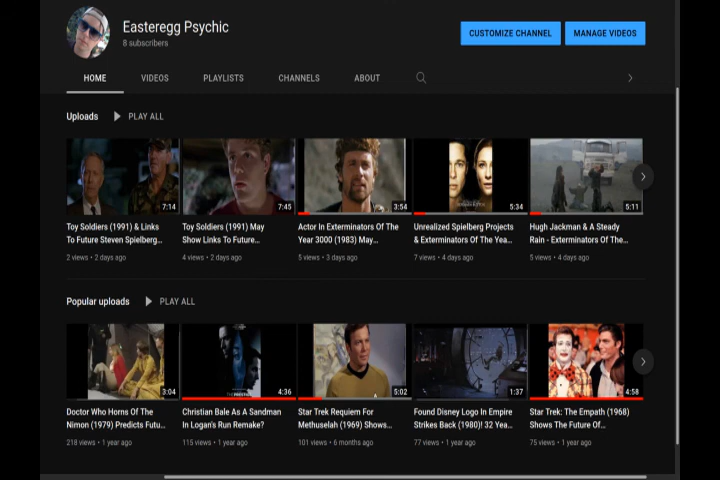 Easteregg Psychic
8 subscribers
CUSTOMIZE CHANNEL
MANAGE VIDEOS
HOME VIDEOS PLAYLISTS CHANNELS ABOUT
Uploads PLAY ALL
7:14 7:45 3:54 5:34 5:11
Toy Soldiers (1991) & Links
To Future Steven Spielberg...
2 views • 2 days ago
Toy Soldiers (1991) May
Show Links To Future...
4 views • 2 days ago
Actor In Exterminators Of The
Year 3000 (1983) May...
5 views • 3 days ago
Unrealized Spielberg Projects
& Exterminators Of The Yea...
7 views • 4 days ago
Hugh Jackman & A Steady
Rain - Exterminators Of The...
5 views • 4 days ago
Popular uploads PLAY ALL
3:04 4:36 5:02 1:37 4:58
Doctor Who Horns Of The
Nimon (1979) Predicts Futu...
218 views • 1 year ago
Christian Bale As A Sandman
In Logan's Run Remake?
115 views • 1 year ago
Star Trek Requiem For
Methuselah (1969) Shows...
101 views • 6 months ago
Found Disney Logo In Empire
Strikes Back (1980)! 32 Yea...
77 views • 1 year ago
Star Trek: The Empath (1968)
Shows The Future Of...
75 views • 1 year ago